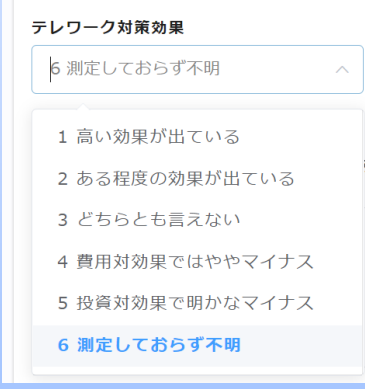 テレワーク対策効果
6 測定しておらず不明
1 高い効果が出ている
2 ある程度の効果が出ている
3 どちらとも言えない
4 費用対効果ではややマイナス
5 投資対効果で明かなマイナス
6 測定しておらず不明